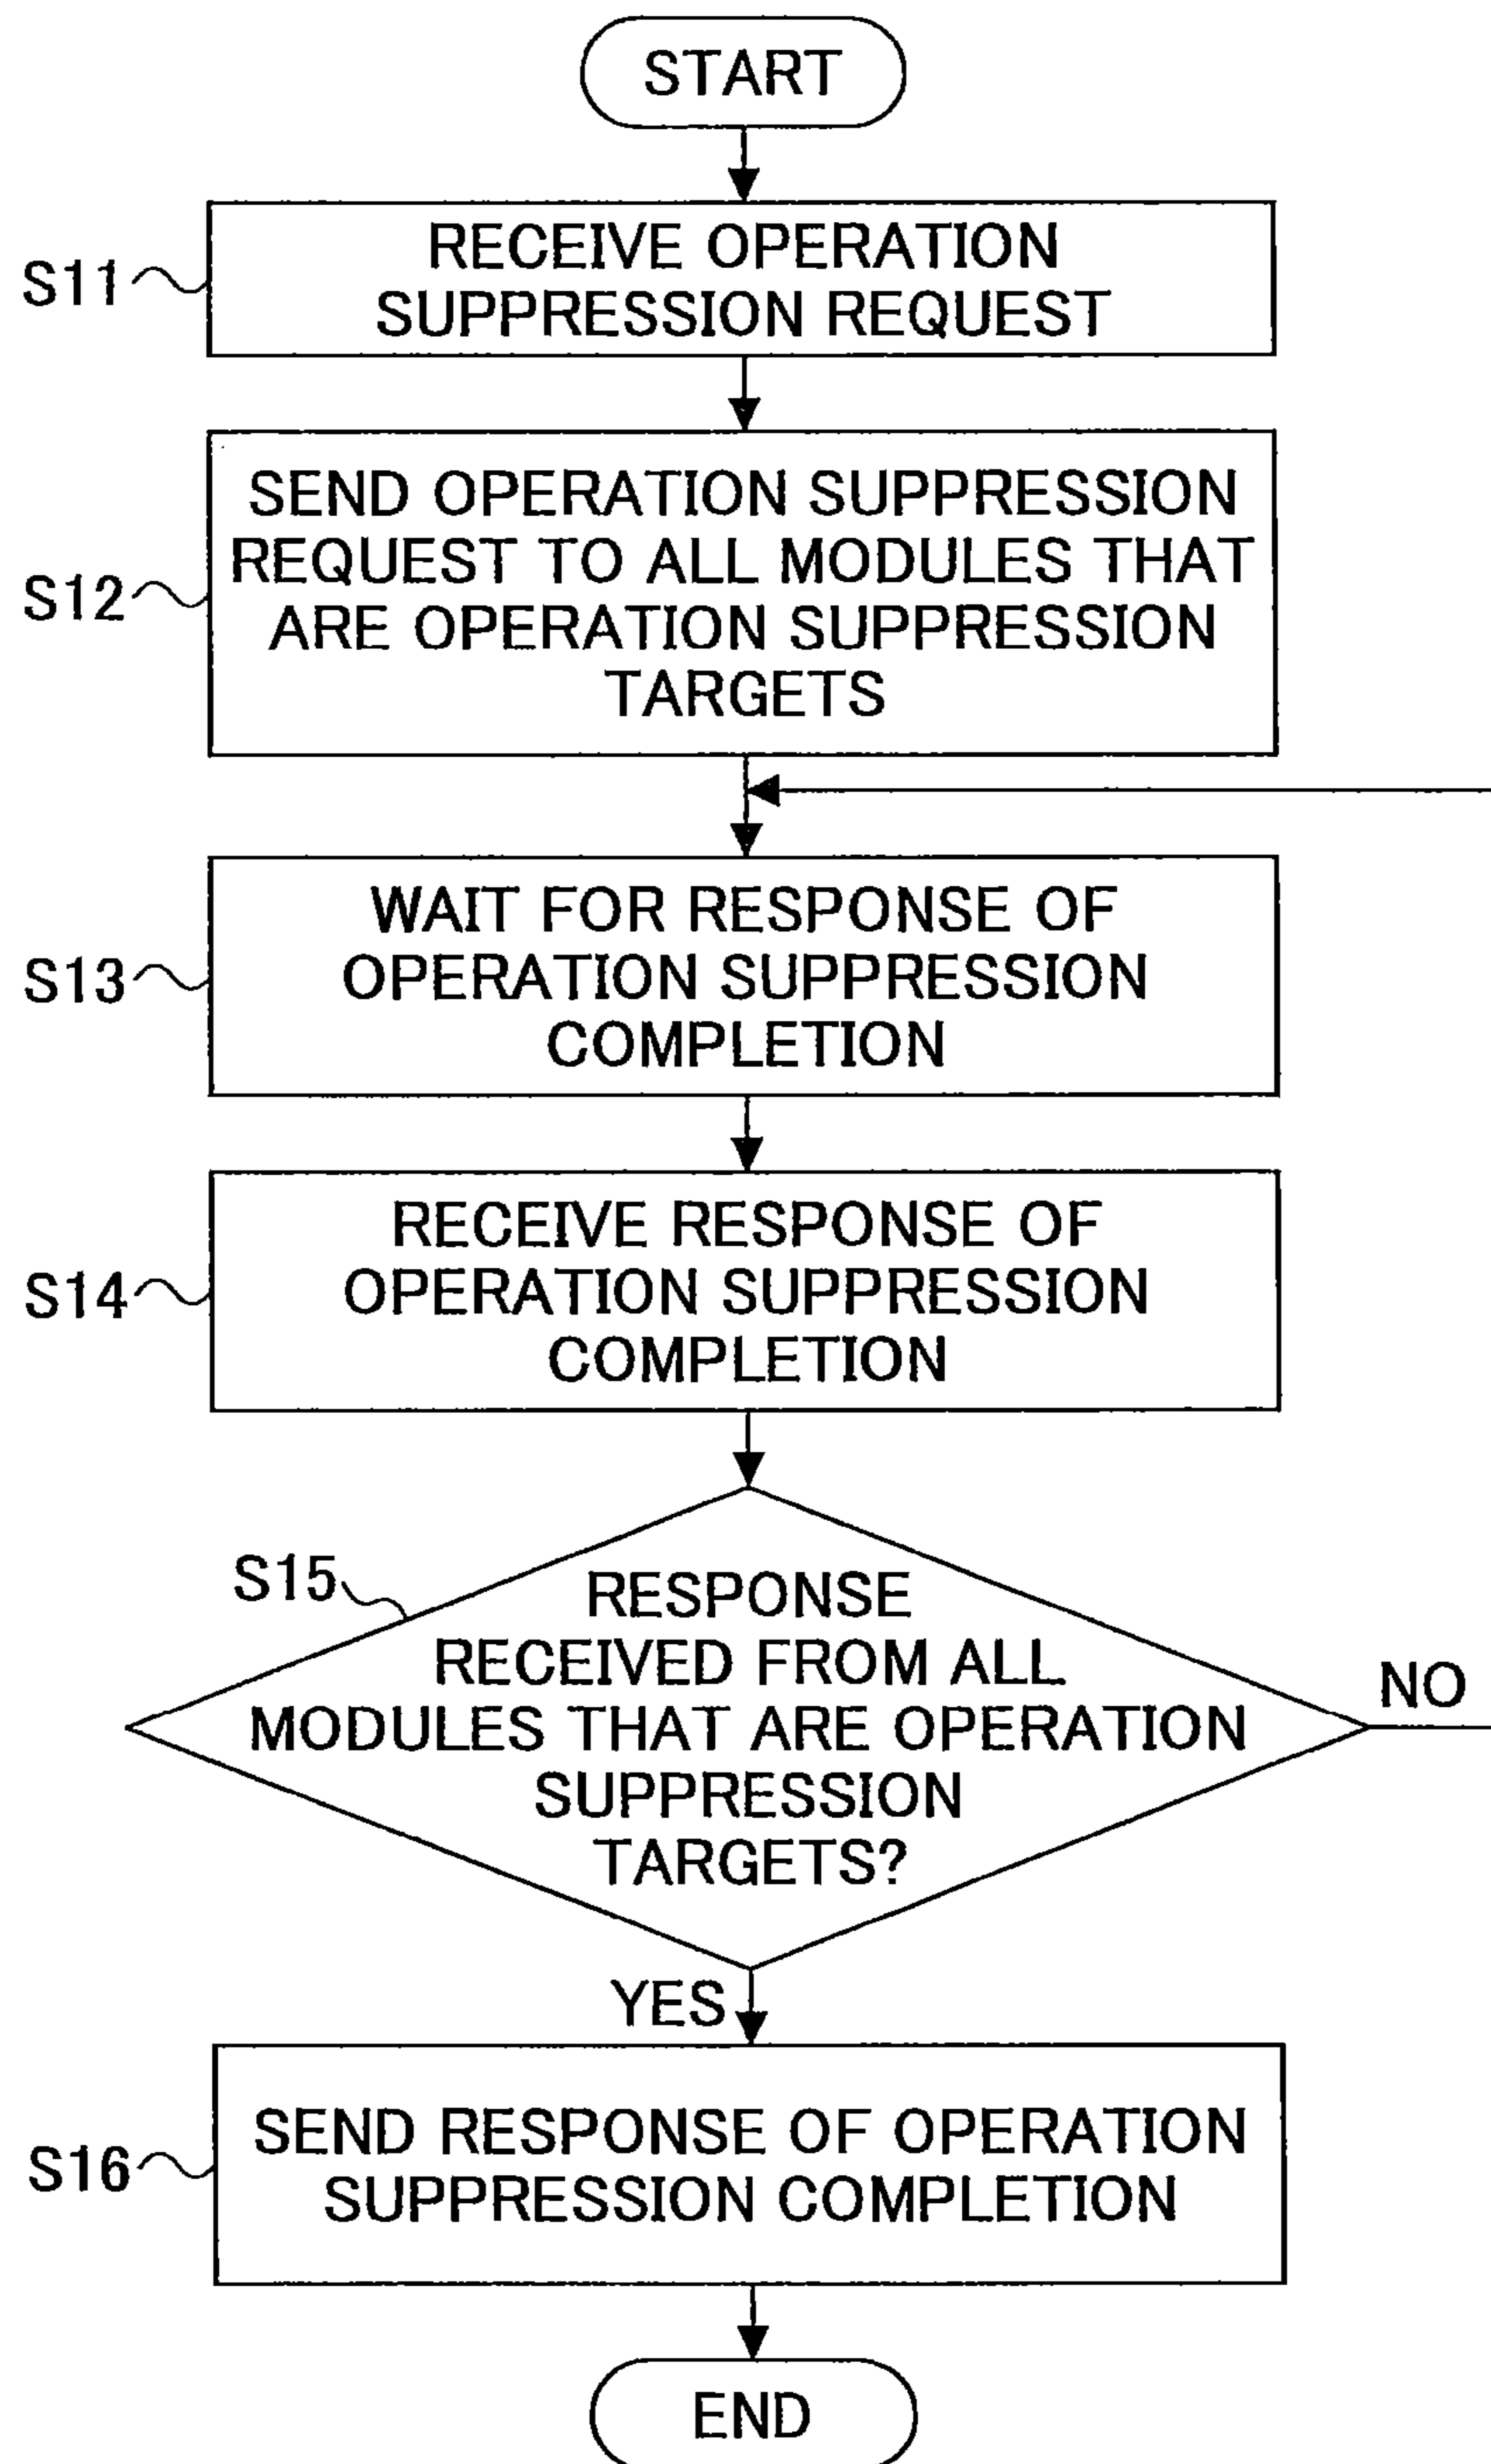 START
S11
RECEIVE OPERATION
SUPPRESSION REQUEST
S12
SEND OPERATION SUPPRESSION
REQUEST TO ALL MODULES THAT
ARE OPERATION SUPPRESSION
TARGETS
S13
WAIT FOR RESPONSE OF
OPERATION SUPPRESSION
COMPLETION
S14
RECEIVE RESPONSE OF
OPERATION SUPPRESSION
COMPLETION
S15
RESPONSE
RECEIVED FROM ALL
MODULES THAT ARE OPERATION
SUPPRESSION
TARGETS?
NO
YES
S16
SEND RESPONSE OF OPERATION
SUPPRESSION COMPLETION
END